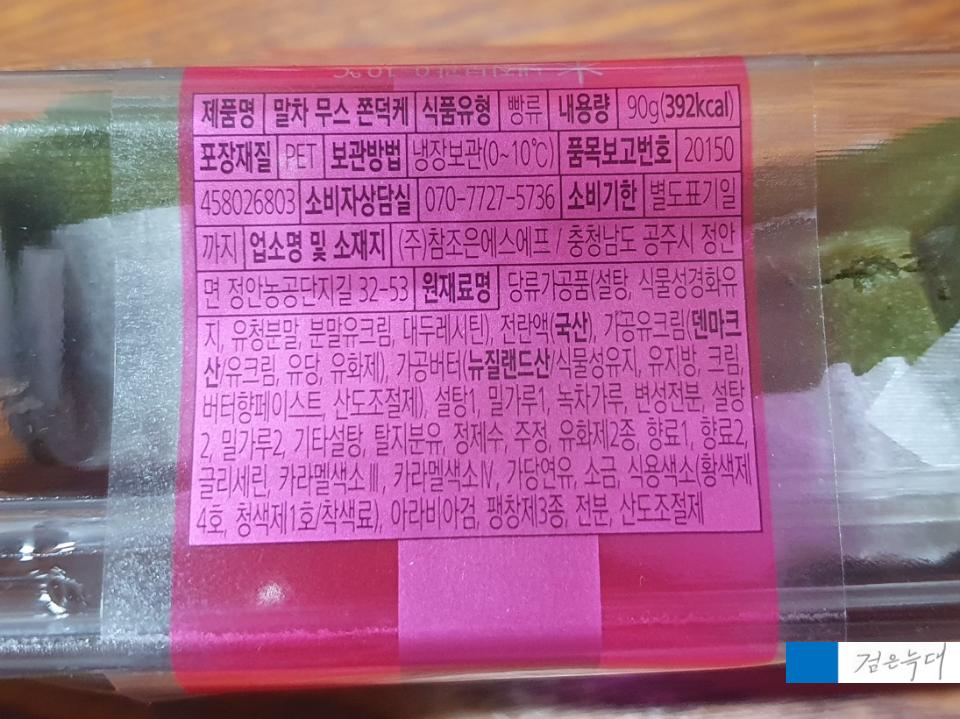 제품명 말차 무스 쫀덕케 식품유형 빵류 내용량 90g(392kcal)
포장재질 PET 보관방법 냉장보관(0~10℃) 품목보고번호 20150
458026803 소비자상담실 070-7727-5736 소비기한 별도표기일
까지 업소명 및 소재지 (주)참조은에스에프 / 충청남도 공주시 정안
면 정안농공단지길 32-53 원재료명 당류가공품(설탕, 식물성경화유
지, 유청분말, 분말유크림, 대두레시틴), 전란액(국산), 가공유크림(덴마크
산/유크림, 유당, 유화제), 가공버터(뉴질랜드산/식물성유지, 유지방, 크림,
버터향페이스트, 산도조절제), 설탕1, 밀가루1, 녹차가루, 변성전분, 설탕
2, 밀가루2, 기타설탕, 탈지분유, 정제수, 주정, 유화제2종, 향료1, 향료2,
글리세린, 카라멜색소Ⅲ, 카라멜색소Ⅳ, 가당연유, 소금, 식용색소(황색제
4호, 청색제1호/착색료), 아라비아검, 팽창제3종, 전분, 산도조절제
검은늑대